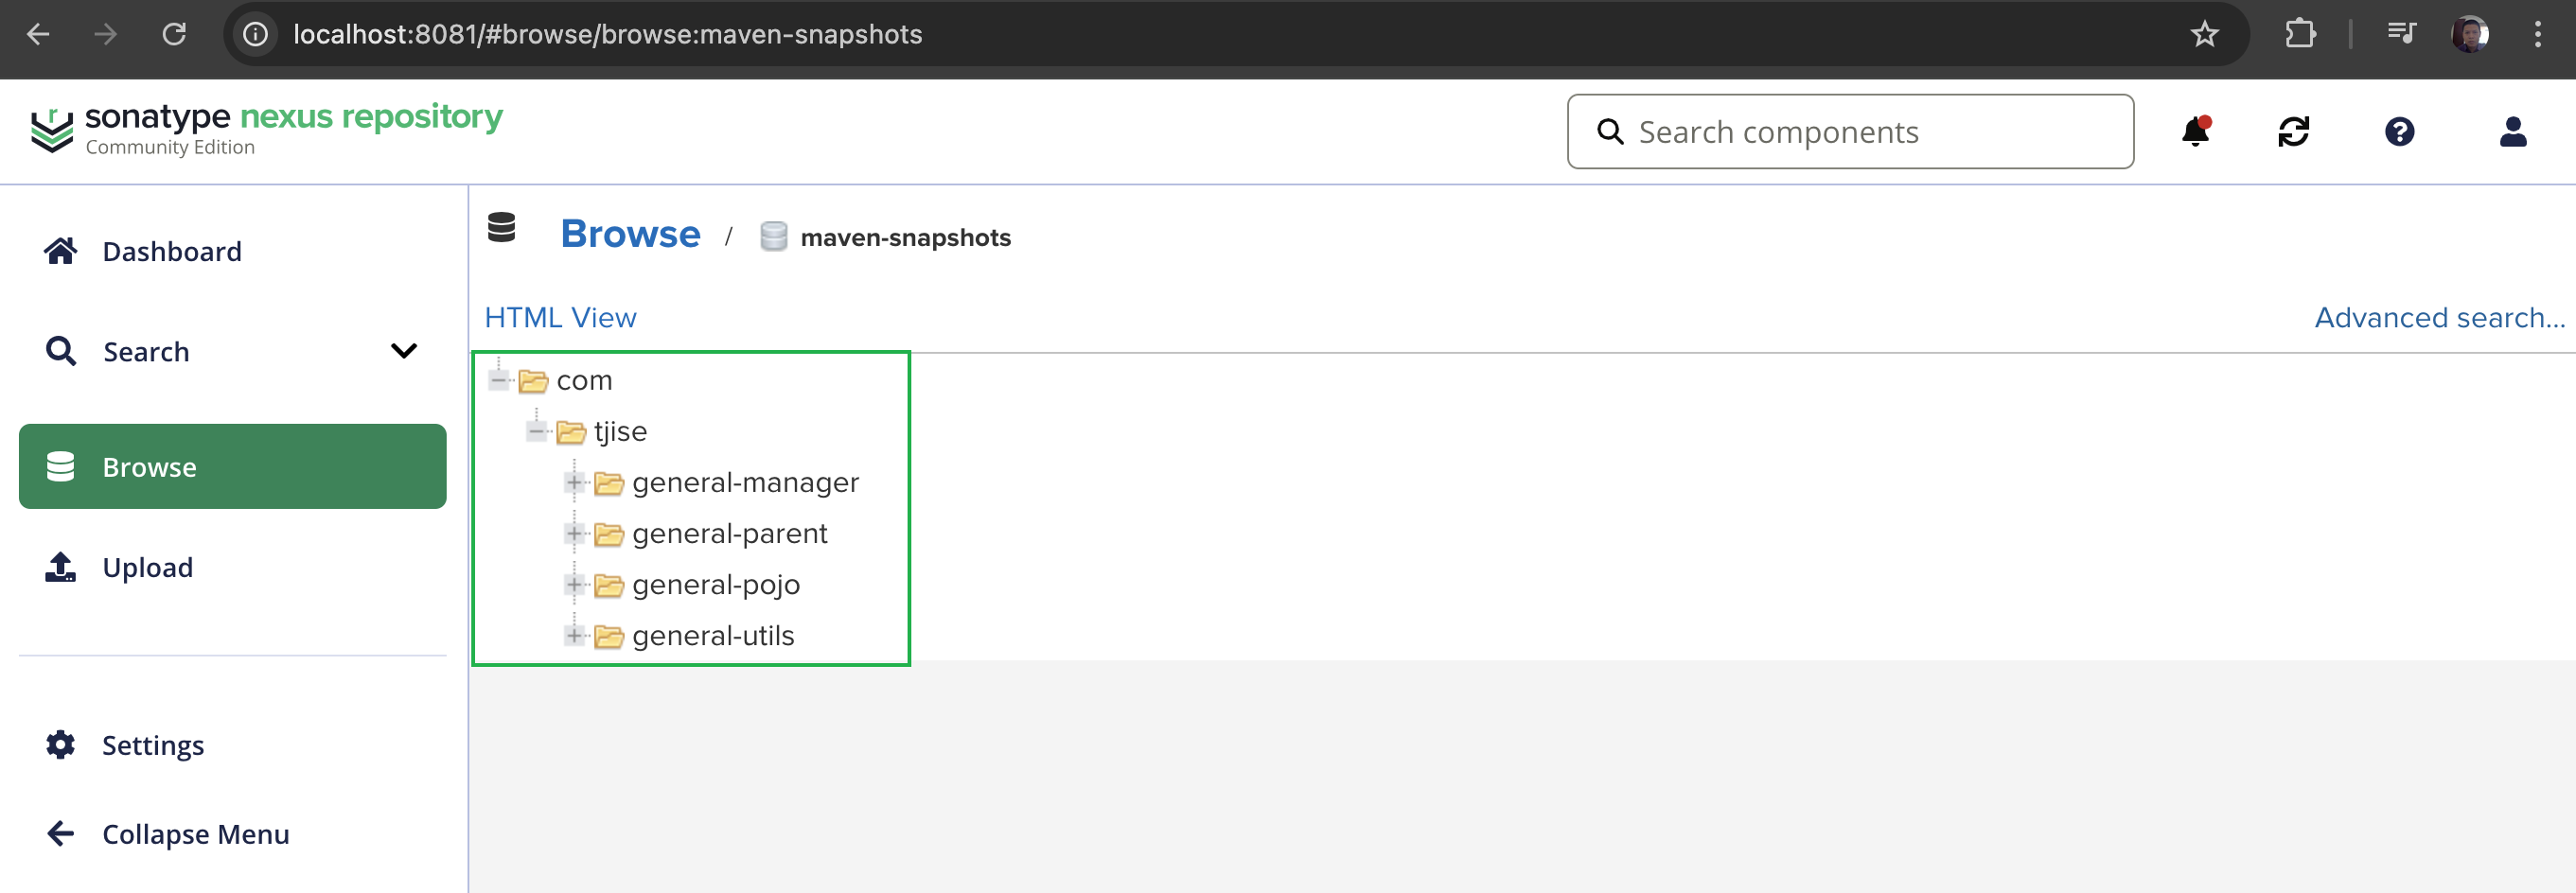 localhost:8081/#browse/browse:maven-snapshots
sonatype nexus repository
Community Edition
Search components
Dashboard
Search
Browse
Upload
Settings
Collapse Menu
Browse / maven-snapshots
HTML View
Advanced search...
com
tjise
general-manager
general-parent
general-pojo
general-utils